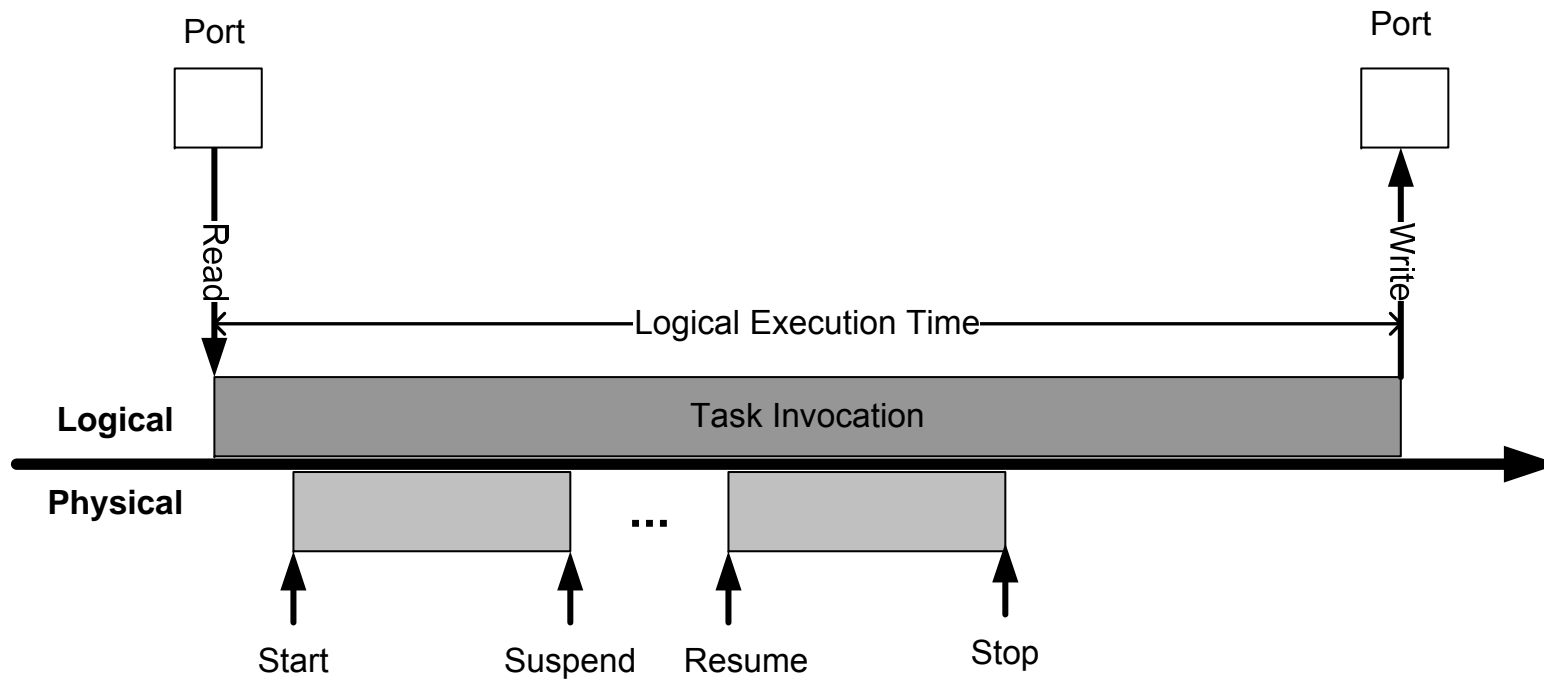 Port
Port
Read
Write
Logical Execution Time
Logical
Task Invocation
Physical
...
Start
Suspend
Resume
Stop